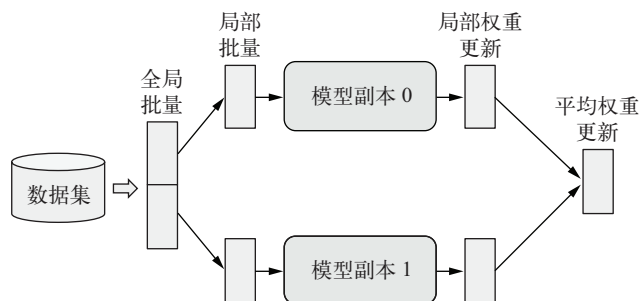 局部
批量
局部权重
更新
全局
批量
模型副本 0
平均权重
更新
数据集
模型副本 1